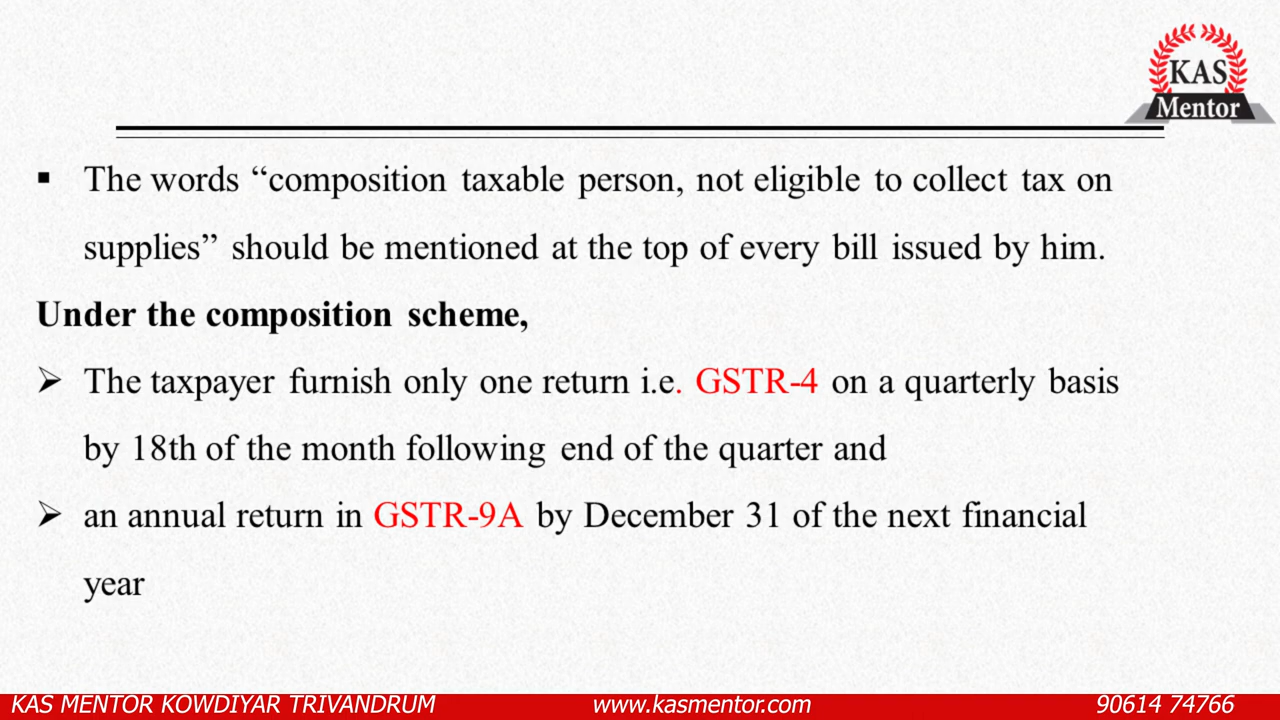 KAS
Mentor
▪ The words “composition taxable person, not eligible to collect tax on
supplies” should be mentioned at the top of every bill issued by him.
Under the composition scheme,
➢ The taxpayer furnish only one return i.e. GSTR-4 on a quarterly basis
by 18th of the month following end of the quarter and
➢ an annual return in GSTR-9A by December 31 of the next financial
year
KAS MENTOR KOWDIYAR TRIVANDRUM www.kasmentor.com 90614 74766